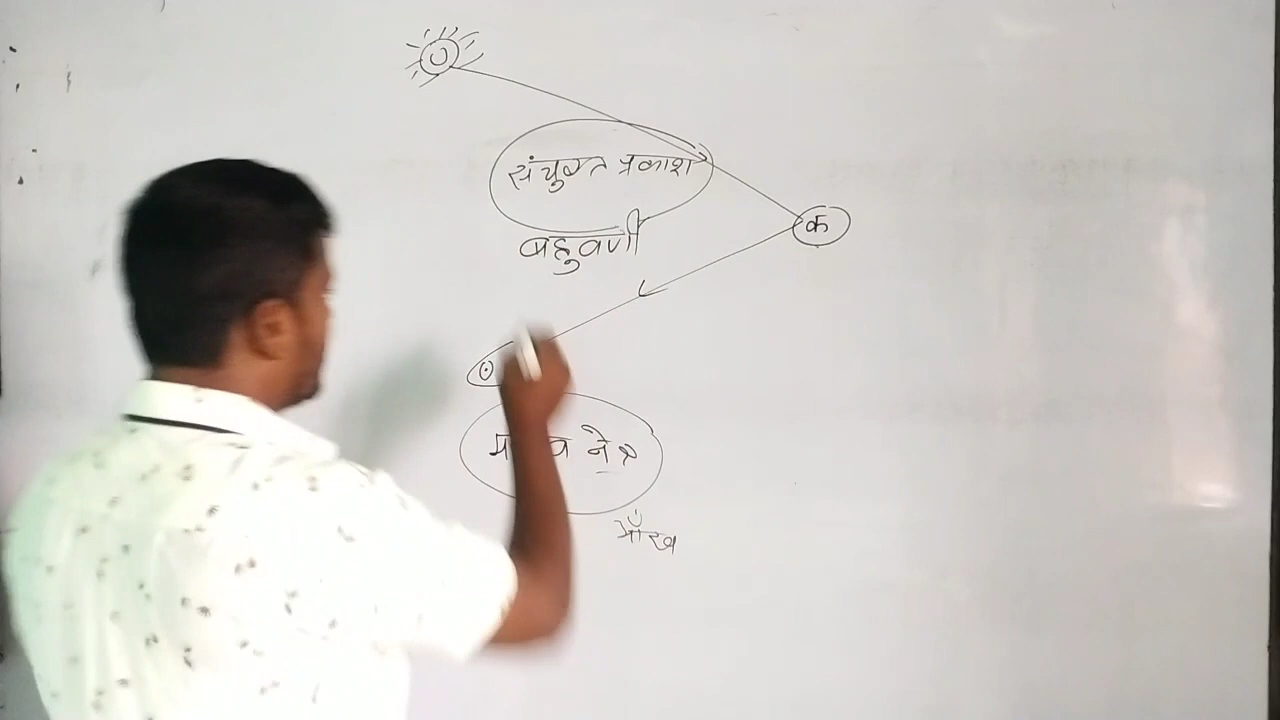 संयुक्त प्रकाश
बहुवर्णी
क
नेत्र
आँख